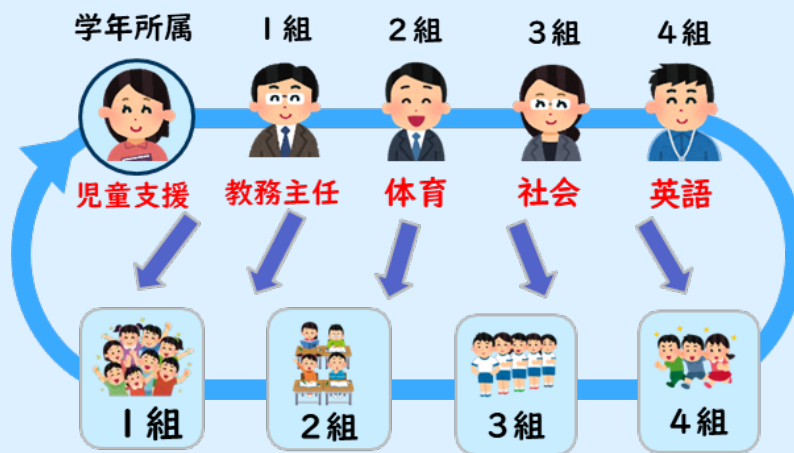 学年所属 1組 2組 3組 4組
児童支援 教務主任 体育 社会 英語
1組 2組 3組 4組